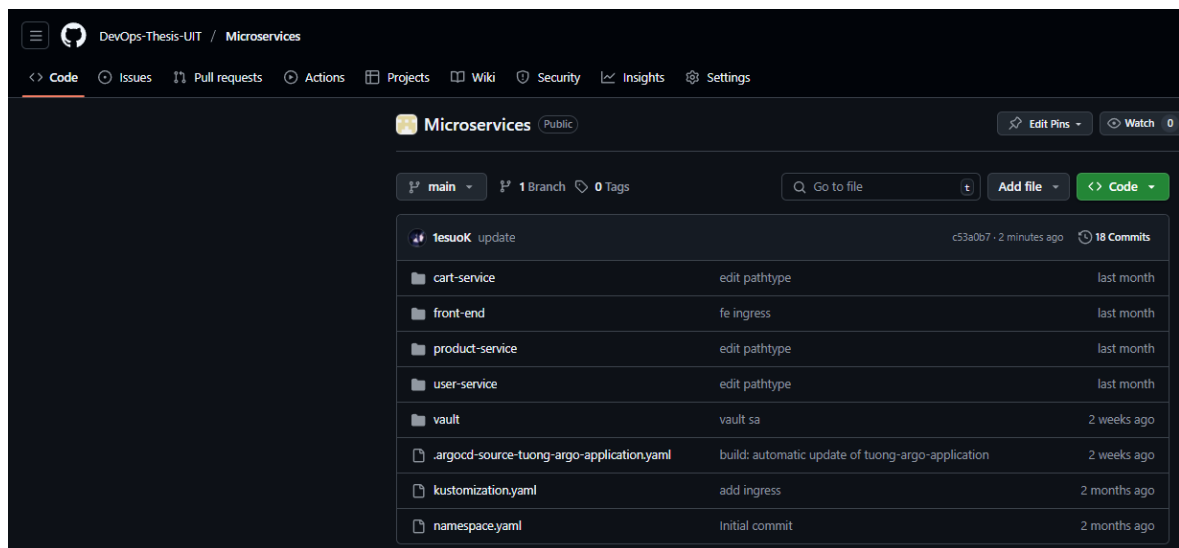 DevOps-Thesis-UIT / Microservices
Code Issues Pull requests Actions Projects Wiki Security Insights Settings
Microservices Public Edit Pins Watch 0
main 1 Branch 0 Tags Go to file t Add file Code
1esuoK update c53a0b7 · 2 minutes ago 18 Commits
cart-service edit pathtype last month
front-end fe ingress last month
product-service edit pathtype last month
user-service edit pathtype last month
vault vault sa 2 weeks ago
.argocd-source-tuong-argo-application.yaml build: automatic update of tuong-argo-application 2 weeks ago
kustomization.yaml add ingress 2 months ago
namespace.yaml Initial commit 2 months ago